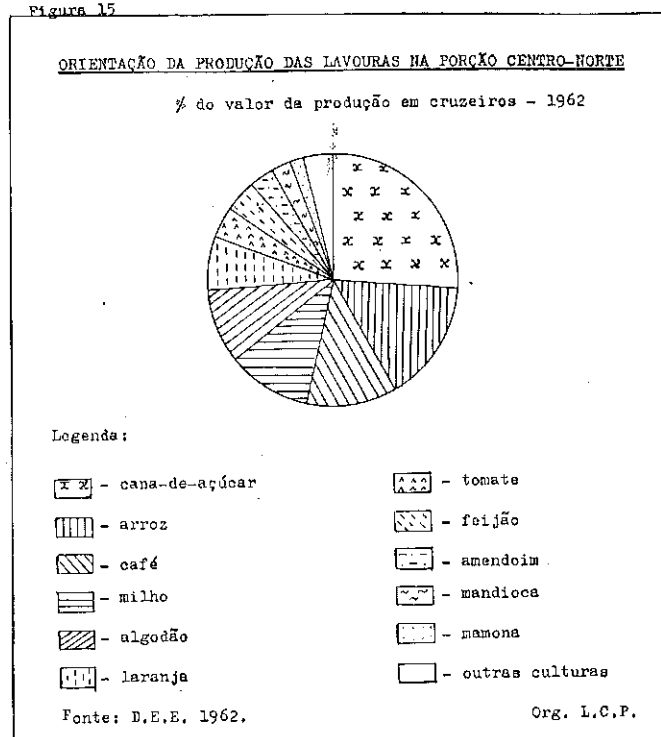 Figura 15
ORIENTAÇÃO DA PRODUÇÃO DAS LAVOURAS NA PORÇÃO CENTRO-NORTE
% do valor da produção em cruzeiros - 1962
Legenda:
- cana-de-açúcar
- arroz
- café
- milho
- algodão
- laranja
- tomate
- feijão
- amendoim
- mandioca
- mamona
- outras culturas
Fonte: D.E.E. 1962.
Org. L.C.P.